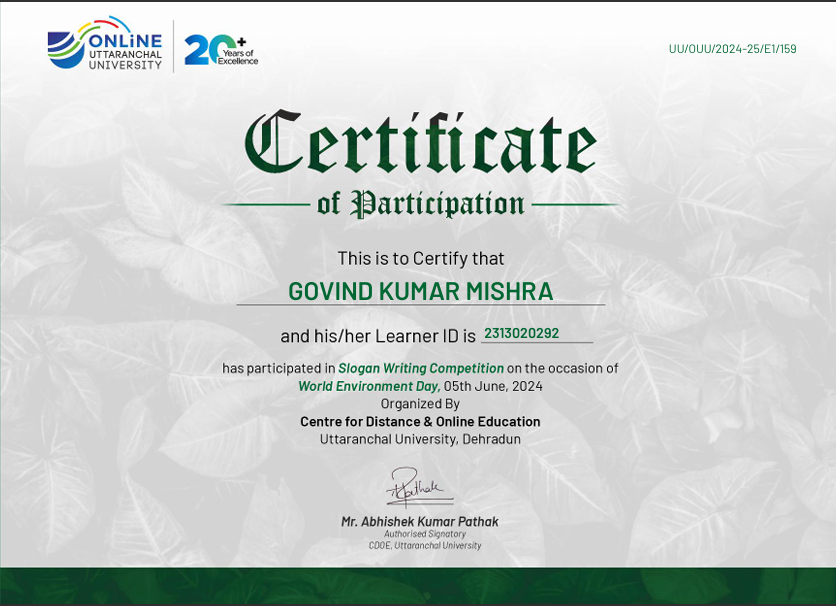 ONLINE
UTTARANCHAL
UNIVERSITY
20+
Years of
Excellence
UU/OUU/2024-25/E1/159
Certificate
of Participation
This is to Certify that
GOVIND KUMAR MISHRA
and his/her Learner ID is 2313020292
has participated in Slogan Writing Competition on the occasion of
World Environment Day, 05th June, 2024
Organized By
Centre for Distance & Online Education
Uttaranchal University, Dehradun
Pathak
Mr. Abhishek Kumar Pathak
Authorised Signatory
CDOE, Uttaranchal University